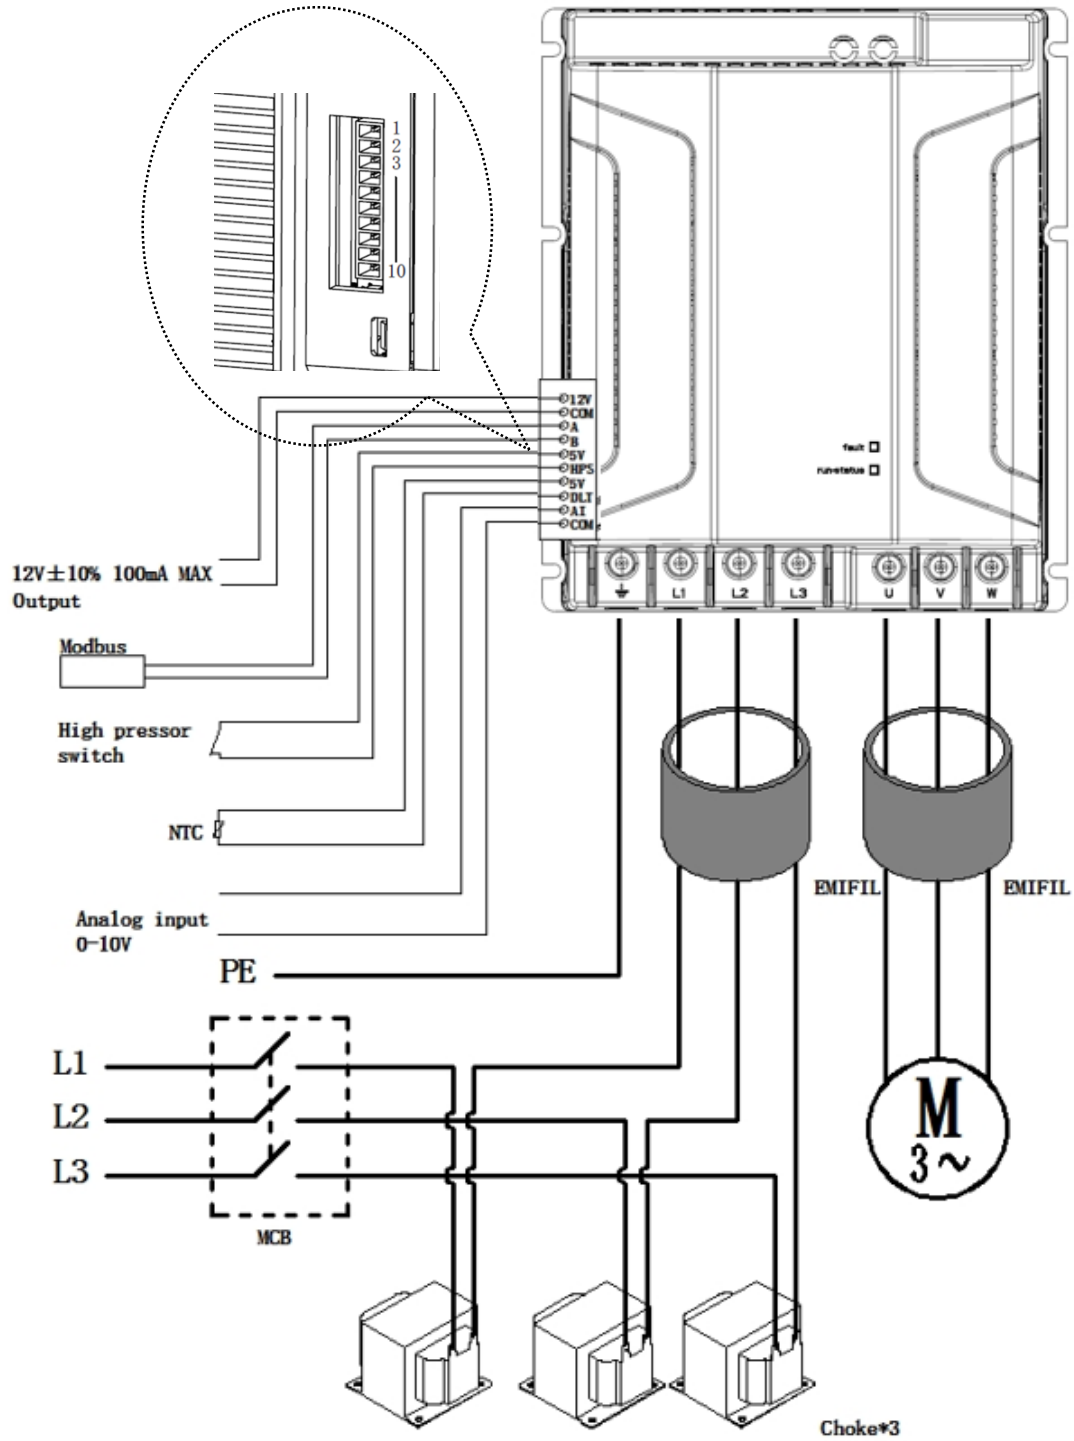 1
2
3
10
12V
COM
A
B
5V
HPS
5V
DLT
AI
COM
fault
run-status
L1
L2
L3
U
V
W
12V±10% 100mA MAX
Output
Modbus
High pressor
switch
NTC
Analog input
0-10V
PE
EMIFIL
EMIFIL
L1
L2
L3
MCB
M
3~
Choke*3